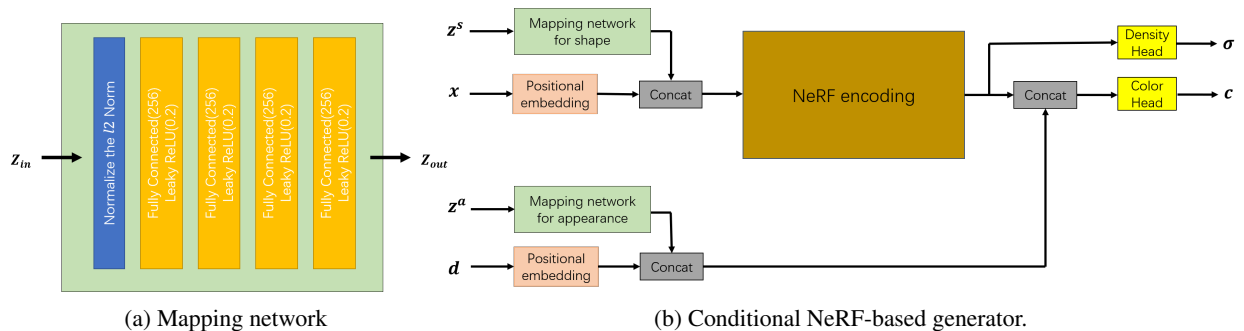 z_in
Normalize the l2 Norm
Fully Connected(256)
Leaky ReLU(0.2)
Fully Connected(256)
Leaky ReLU(0.2)
Fully Connected(256)
Leaky ReLU(0.2)
Fully Connected(256)
Leaky ReLU(0.2)
z_out
(a) Mapping network
z^s
Mapping network
for shape
x
Positional
embedding
Concat
NeRF encoding
Density
Head
σ
Concat
Color
Head
c
z^a
Mapping network
for appearance
d
Positional
embedding
Concat
(b) Conditional NeRF-based generator.